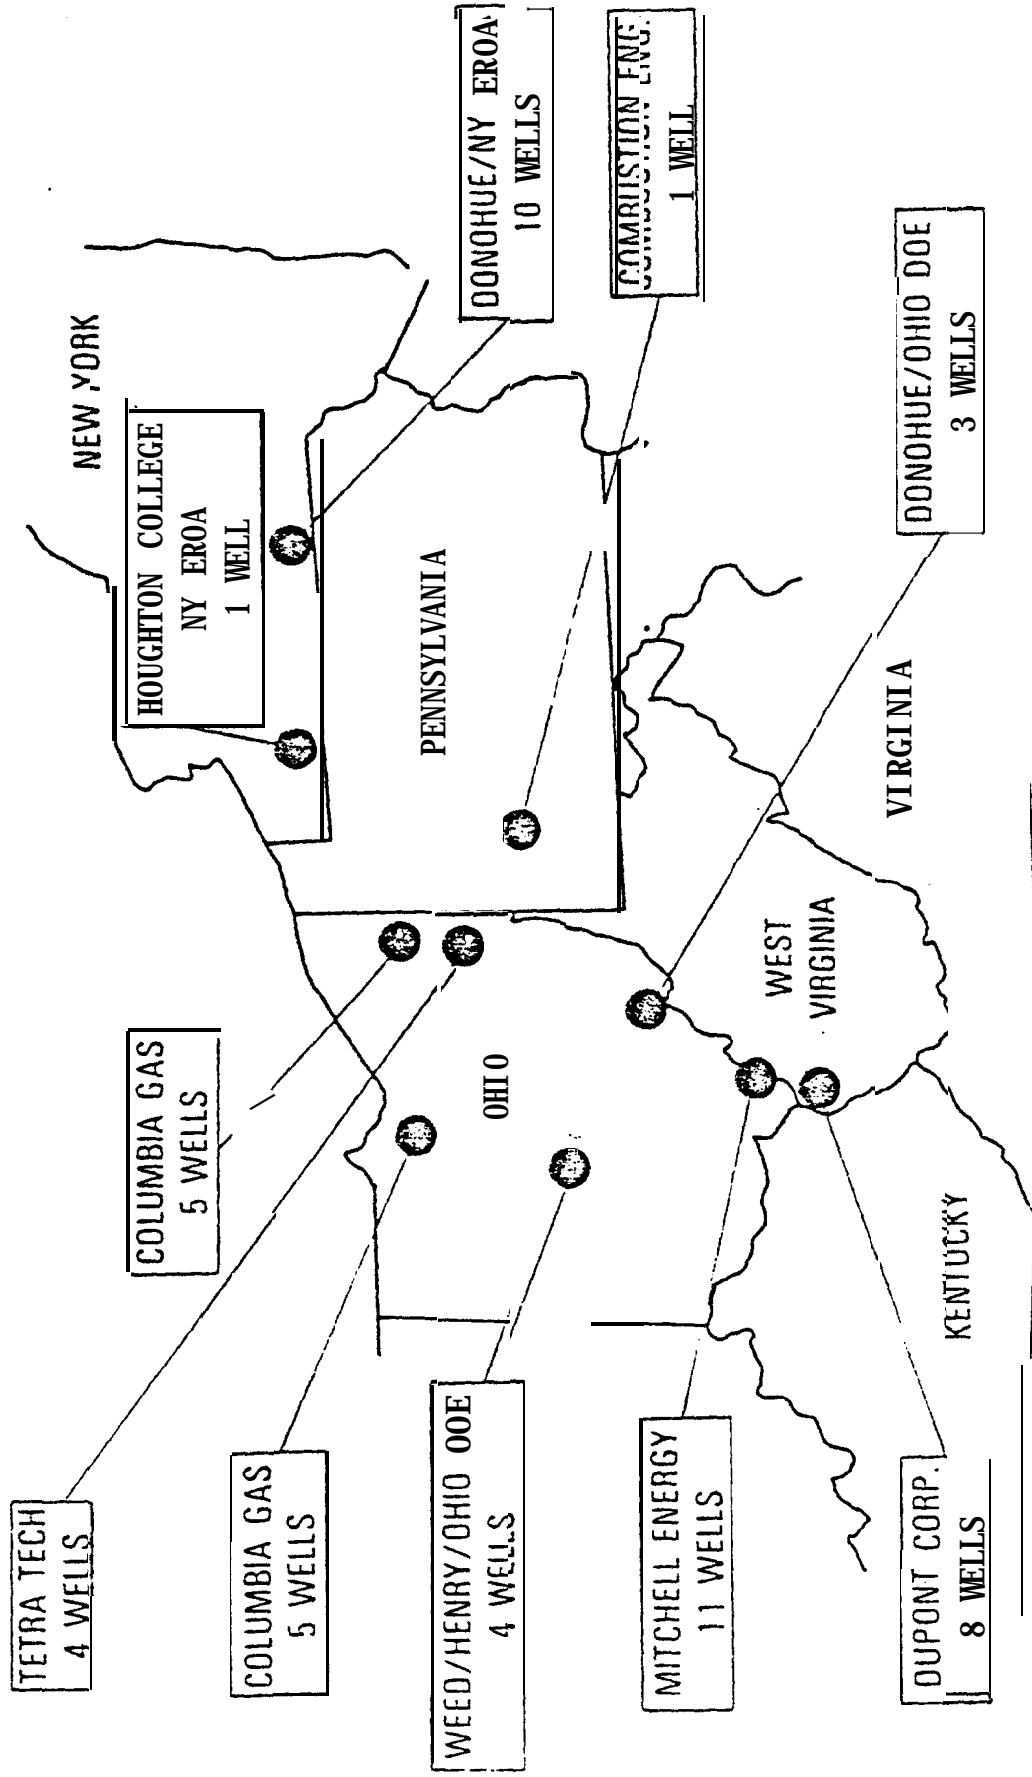 TETRA TECH
4 WELLS
COLUMBIA GAS
5 WELLS
HOUGHTON COLLEGE
NY EROA
1 WELL
NEW YORK
COLUMBIA GAS
5 WELLS
WEED/HENRY/OHIO OOE
4 WELLS
OHIO
PENNSYLVANIA
DONOHUE/NY EROA
10 WELLS
COMBUSTION ENG.
1 WELL
MITCHELL ENERGY
11 WELLS
WEST
VIRGINIA
DUPONT CORP.
8 WELLS
KENTUCKY
VIRGINIA
DONOHUE/OHIO DOE
3 WELLS